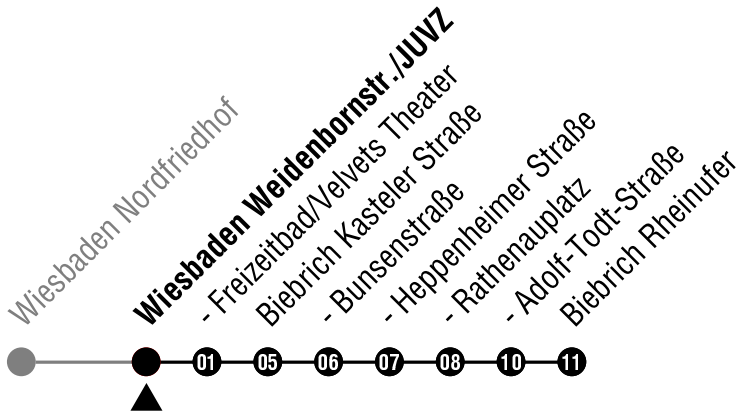 Wiesbaden Nordfriedhof
Wiesbaden Weidenbornstr./JUVZ
- Freizeitbad/Velvets Theater
Biebrich Kasteler Straße
- Bunsenstraße
- Heppenheimer Straße
- Rathenauplatz
- Adolf-Todt-Straße
Biebrich Rheinufer
01 05 06 07 08 10 11